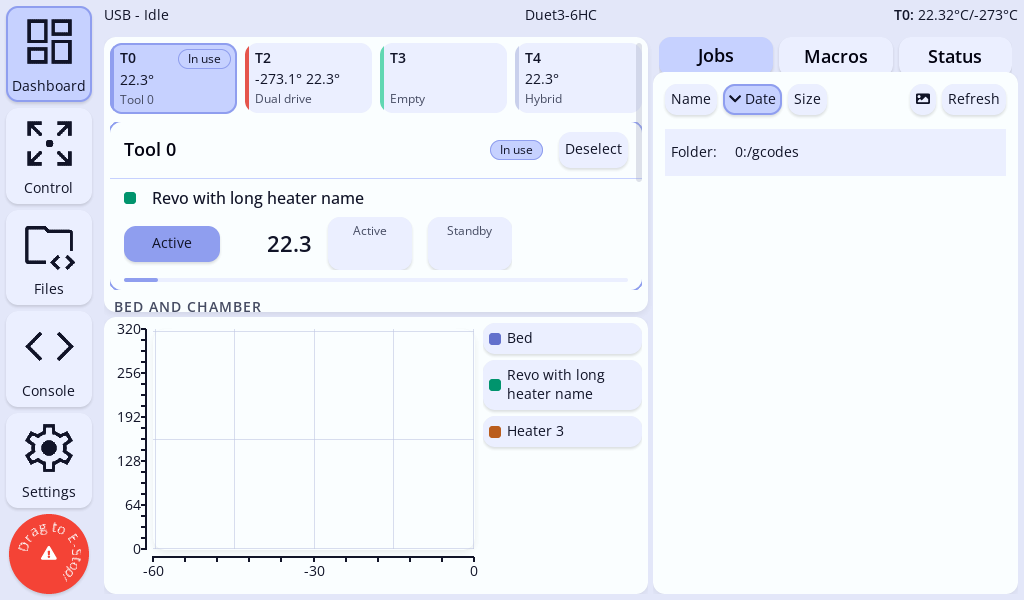 USB - Idle
Duet3-6HC
T0: 22.32°C/-273°C
Dashboard
Control
Files
Console
Settings
Drag to E-Stop!
T0
In use
22.3°
Tool 0
T2
-273.1° 22.3°
Dual drive
T3
Empty
T4
22.3°
Hybrid
Tool 0
In use
Deselect
Revo with long heater name
Active
22.3
Active
Standby
BED AND CHAMBER
320
256
192
128
64
0
-60
-30
0
Bed
Revo with long
heater name
Heater 3
Jobs
Macros
Status
Name
Date
Size
Refresh
Folder: 0:/gcodes